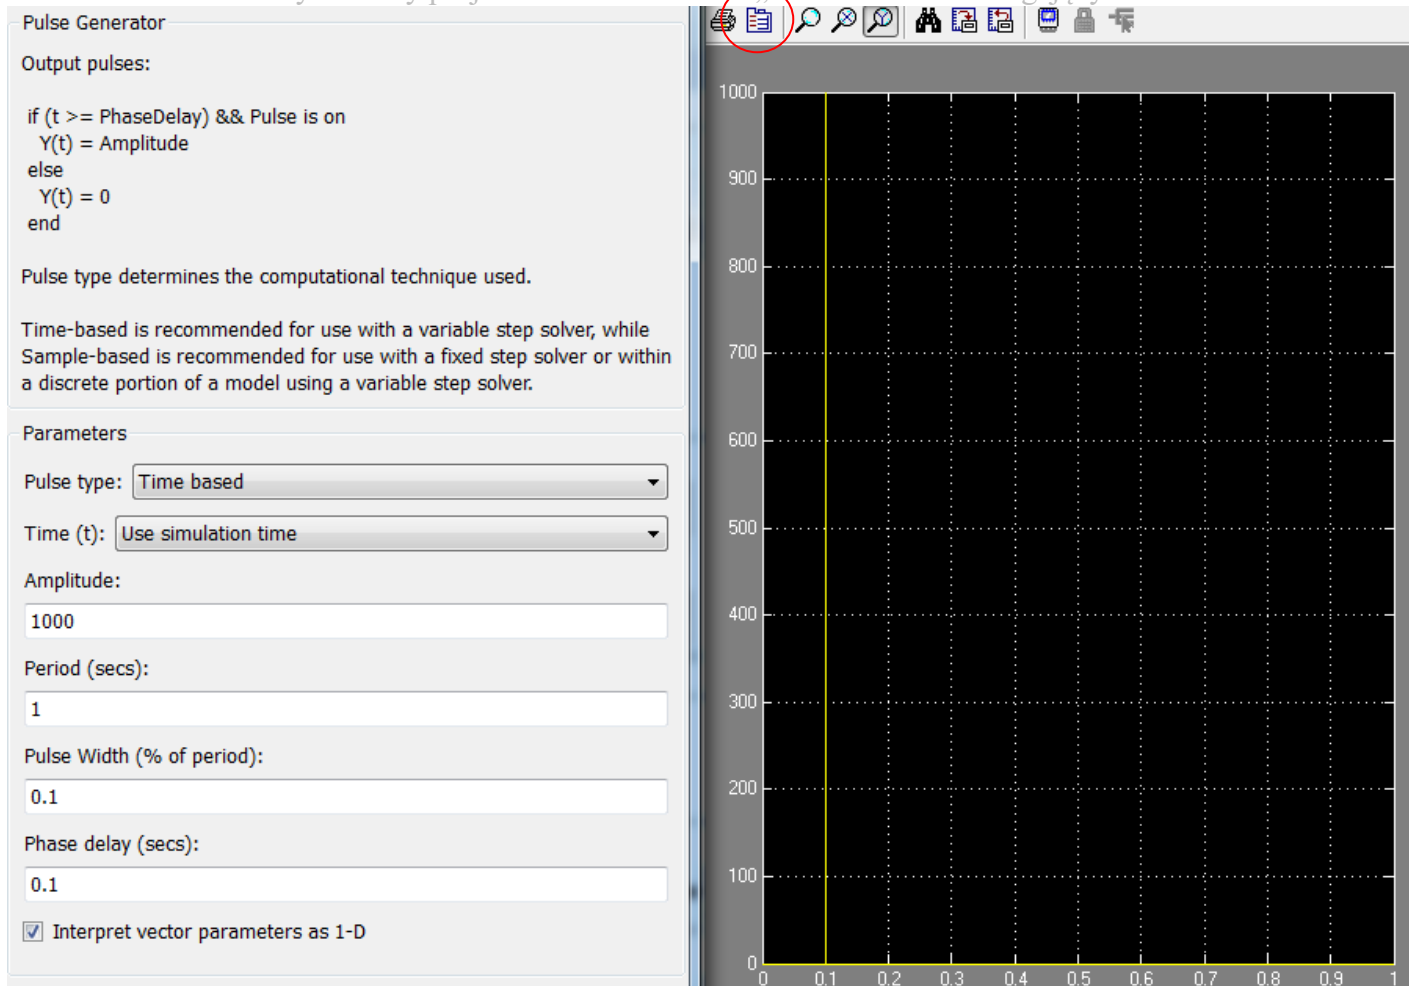 Pulse Generator
Output pulses:
if (t >= PhaseDelay) && Pulse is on
Y(t) = Amplitude
else
Y(t) = 0
end
Pulse type determines the computational technique used.
Time-based is recommended for use with a variable step solver, while
Sample-based is recommended for use with a fixed step solver or within
a discrete portion of a model using a variable step solver.
Parameters
Pulse type: Time based
Time (t): Use simulation time
Amplitude:
1000
Period (secs):
1
Pulse Width (% of period):
0.1
Phase delay (secs):
0.1
Interpret vector parameters as 1-D
1000
900
800
700
600
500
400
300
200
100
0
0 0.1 0.2 0.3 0.4 0.5 0.6 0.7 0.8 0.9 1